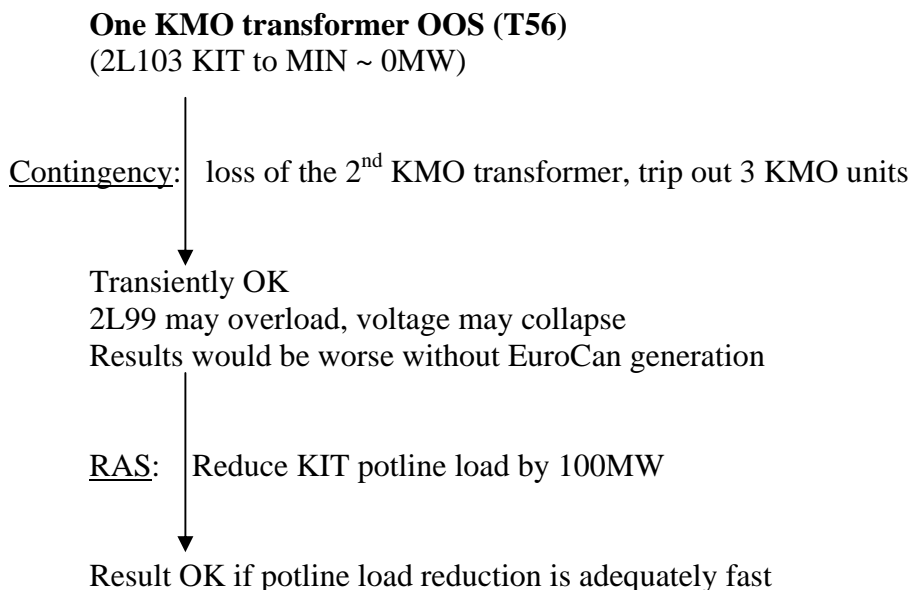 One KMO transformer OOS (T56)
(2L103 KIT to MIN ~ 0MW)
Contingency: loss of the 2nd KMO transformer, trip out 3 KMO units
Transiently OK
2L99 may overload, voltage may collapse
Results would be worse without EuroCan generation
RAS: Reduce KIT potline load by 100MW
Result OK if potline load reduction is adequately fast